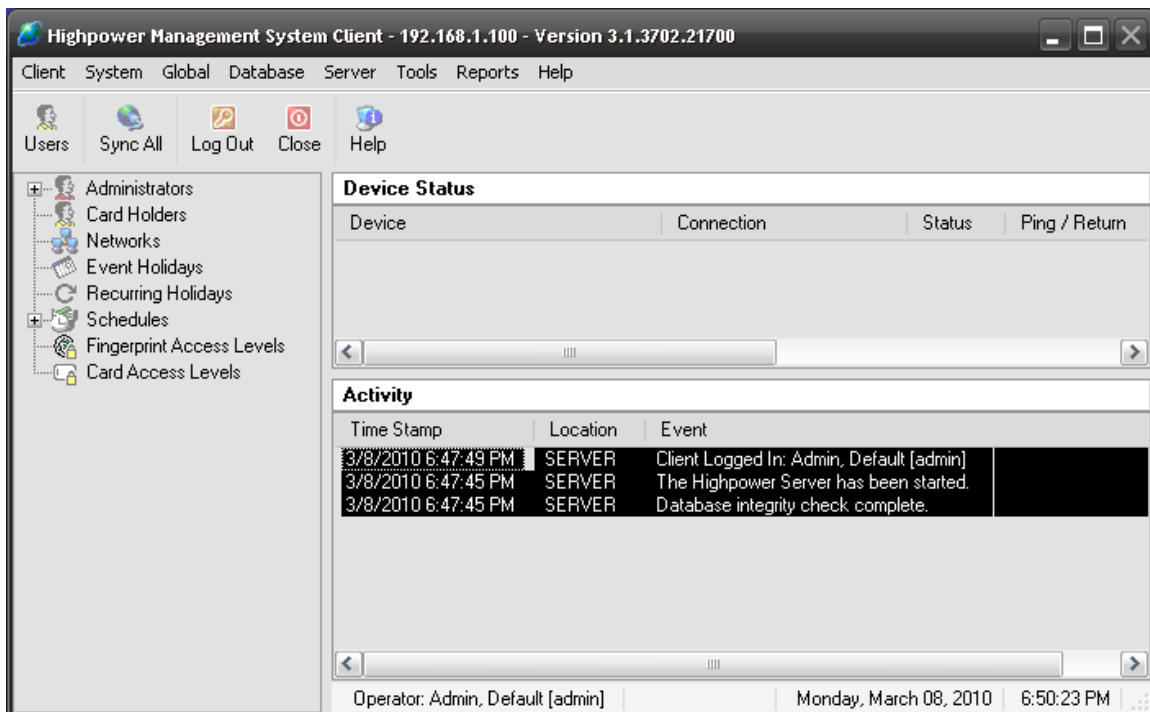 Highpower Management System Client - 192.168.1.100 - Version 3.1.3702.21700
Client System Global Database Server Tools Reports Help
Users Sync All Log Out Close Help
Administrators
Card Holders
Networks
Event Holidays
Recurring Holidays
Schedules
Fingerprint Access Levels
Card Access Levels
Device Status
Device Connection Status Ping / Return
Activity
Time Stamp Location Event
3/8/2010 6:47:49 PM SERVER Client Logged In: Admin, Default [admin]
3/8/2010 6:47:45 PM SERVER The Highpower Server has been started.
3/8/2010 6:47:45 PM SERVER Database integrity check complete.
Operator: Admin, Default [admin] Monday, March 08, 2010 6:50:23 PM